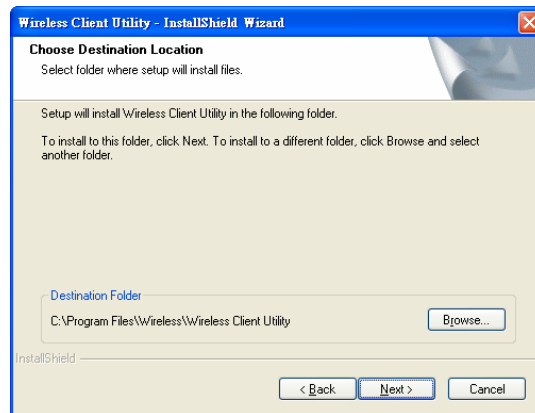 Wireless Client Utility - InstallShield Wizard
Choose Destination Location
Select folder where setup will install files.
Setup will install Wireless Client Utility in the following folder.
To install to this folder, click Next. To install to a different folder, click Browse and select
another folder.
Destination Folder
C:\Program Files\Wireless\Wireless Client Utility
Browse...
InstallShield
< Back
Next >
Cancel